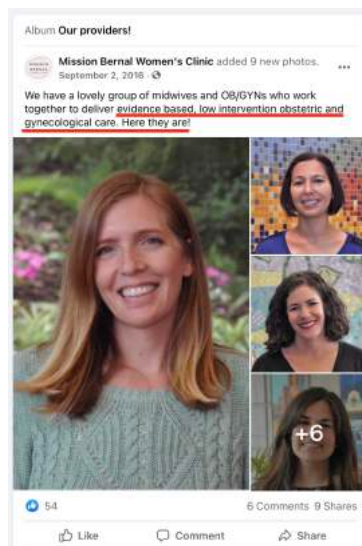 Album Our providers!
Mission Bernal Women's Clinic added 9 new photos.
September 2, 2016 ·
We have a lovely group of midwives and OB/GYNs who work
together to deliver evidence based, low intervention obstetric and
gynecological care. Here they are!
+6
54
6 Comments 9 Shares
Like
Comment
Share